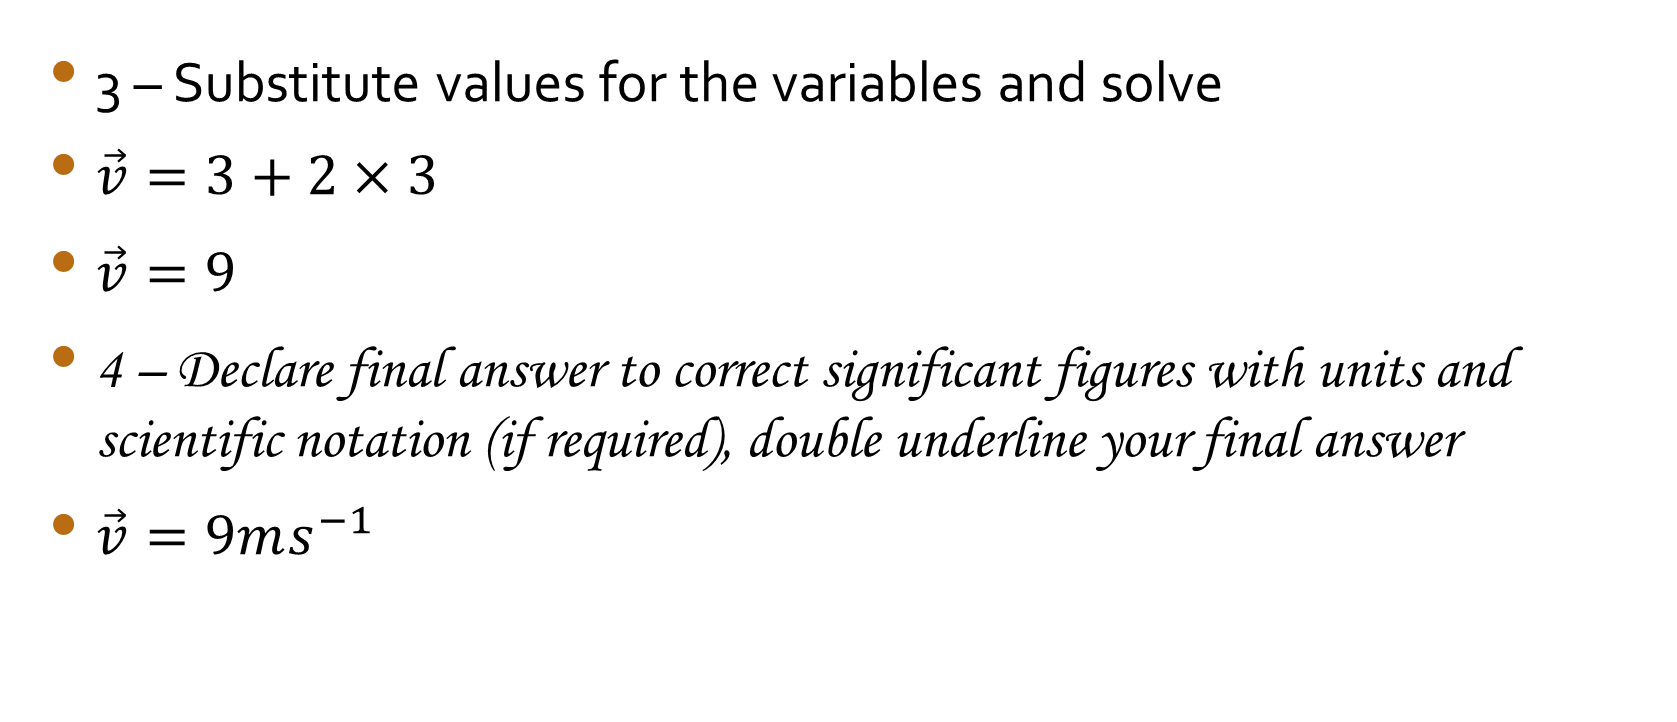 • 3 – Substitute values for the variables and solve
• v⃗ = 3 + 2 × 3
• v⃗ = 9
• 4 – Declare final answer to correct significant figures with units and
scientific notation (if required), double underline your final answer
• v⃗ = 9ms⁻¹